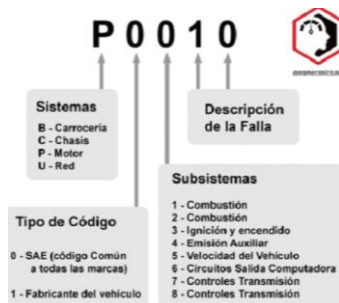 P0010
Sistemas
B - Carrocería
C - Chasis
P - Motor
U - Red
Descripción
de la Falla
Tipo de Código
0 - SAE (código Común
a todas las marcas)
1 - Fabricante del vehículo
Subsistemas
1 - Combustión
2 - Combustión
3 - Ignición y encendido
4 - Emisión Auxiliar
5 - Velocidad del Vehículo
6 - Circuitos Salida Computadora
7 - Controles Transmisión
8 - Controles Transmisión